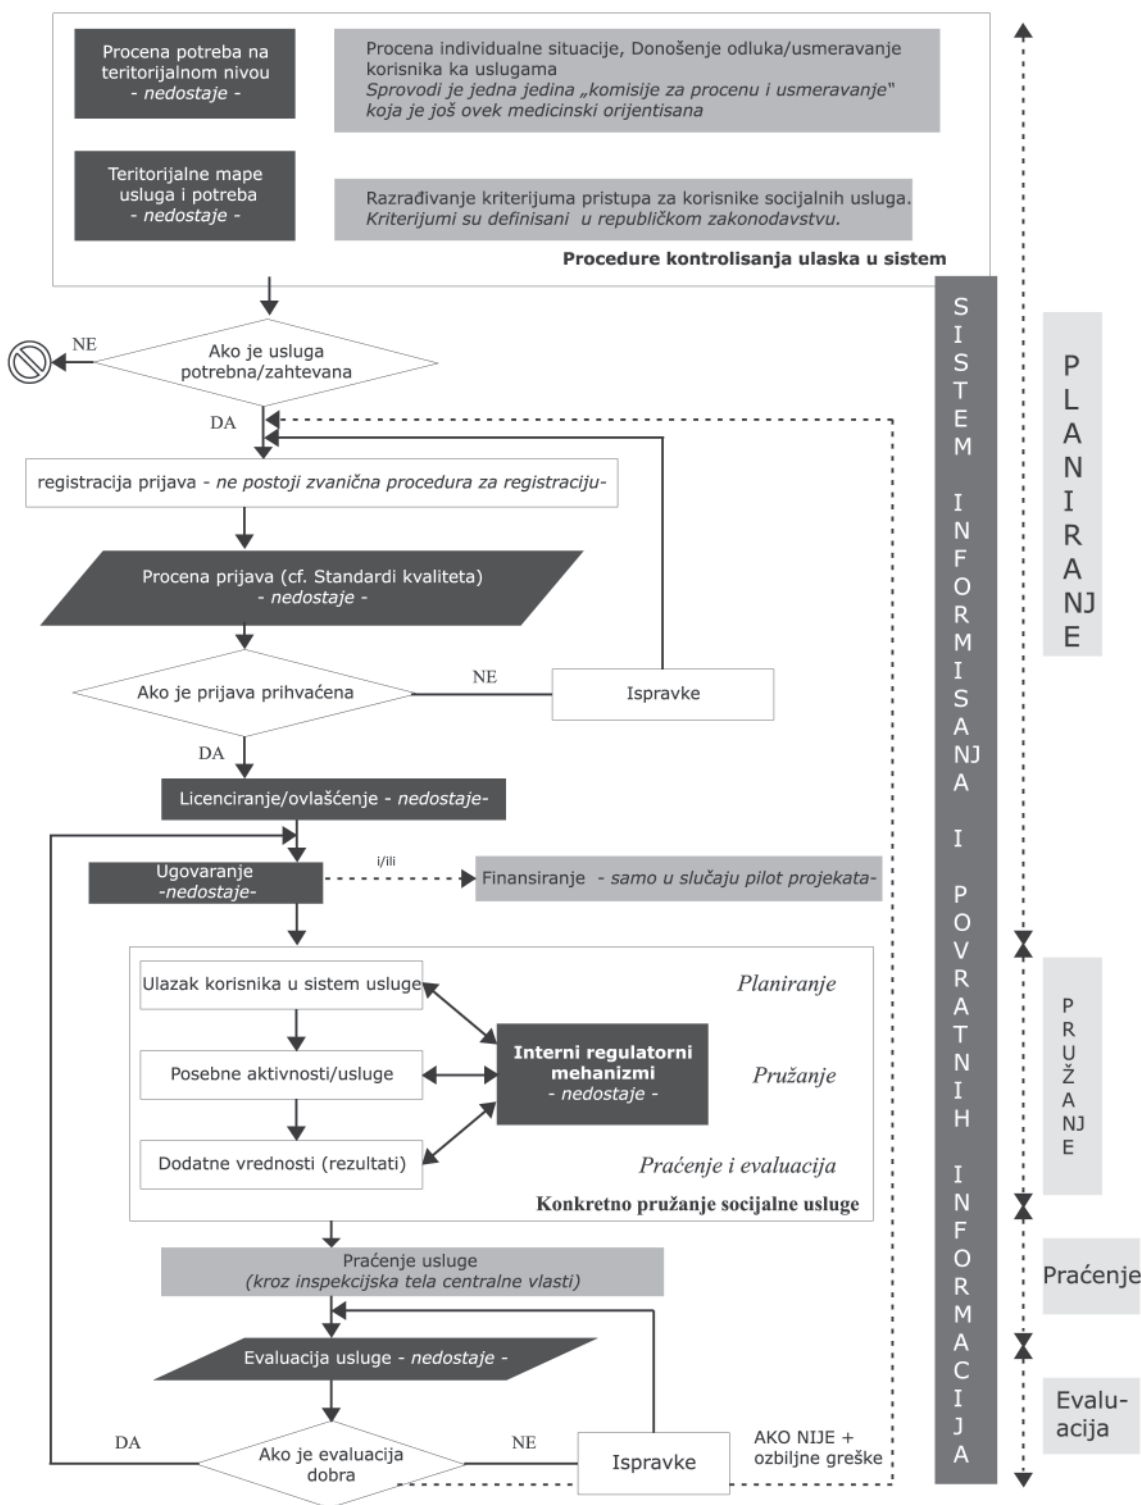 Procena potreba na
teritorijalnom nivou
- nedostaje -
Procena individualne situacije, Donošenje odluka/usmeravanje
korisnika ka uslugama
Sprovodi je jedna jedina „komisije za procenu i usmeravanje“
koja je još ovek medicinski orijentisana
Teritorijalne mape
usluga i potreba
- nedostaje -
Razrađivanje kriterijuma pristupa za korisnike socijalnih usluga.
Kriterijumi su definisani u republičkom zakonodavstvu.
Procedure kontrolisanja ulaska u sistem
NE
Ako je usluga
potrebna/zahtevana
DA
registracija prijava - ne postoji zvanična procedura za registraciju-
Procena prijava (cf. Standardi kvaliteta)
- nedostaje -
Ako je prijava prihvaćena
NE
Ispravke
DA
Licenciranje/ovlašćenje - nedostaje-
Ugovaranje
-nedostaje-
i/ili
Finansiranje - samo u slučaju pilot projekata-
Ulazak korisnika u sistem usluge
Planiranje
Interni regulatorni
mehanizmi
- nedostaje -
Posebne aktivnosti/usluge
Pružanje
Dodatne vrednosti (rezultati)
Praćenje i evaluacija
Konkretno pružanje socijalne usluge
Praćenje usluge
(kroz inspekcijska tela centralne vlasti)
Evaluacija usluge - nedostaje -
DA
Ako je evaluacija
dobra
NE
Ispravke
AKO NIJE +
ozbiljne greške
SISTEM INFORMISANJA I POVRATNIH INFORMACIJA
PLANIRANJE
PRUŽANJE
Praćenje
Evalu-
acija